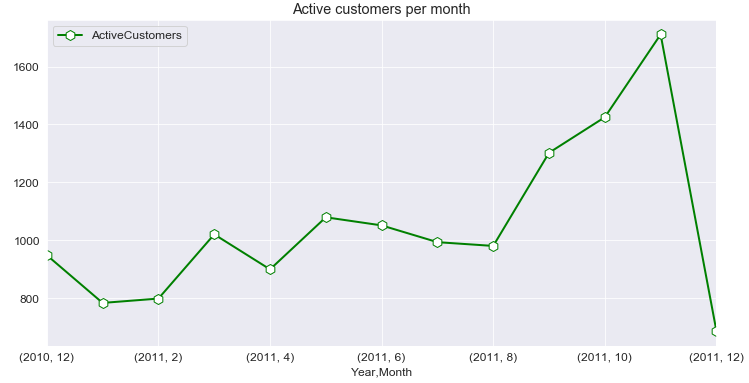 Active customers per month
ActiveCustomers
1600
1400
1200
1000
800
(2010, 12) (2011, 2) (2011, 4) (2011, 6) (2011, 8) (2011, 10) (2011, 12)
Year,Month